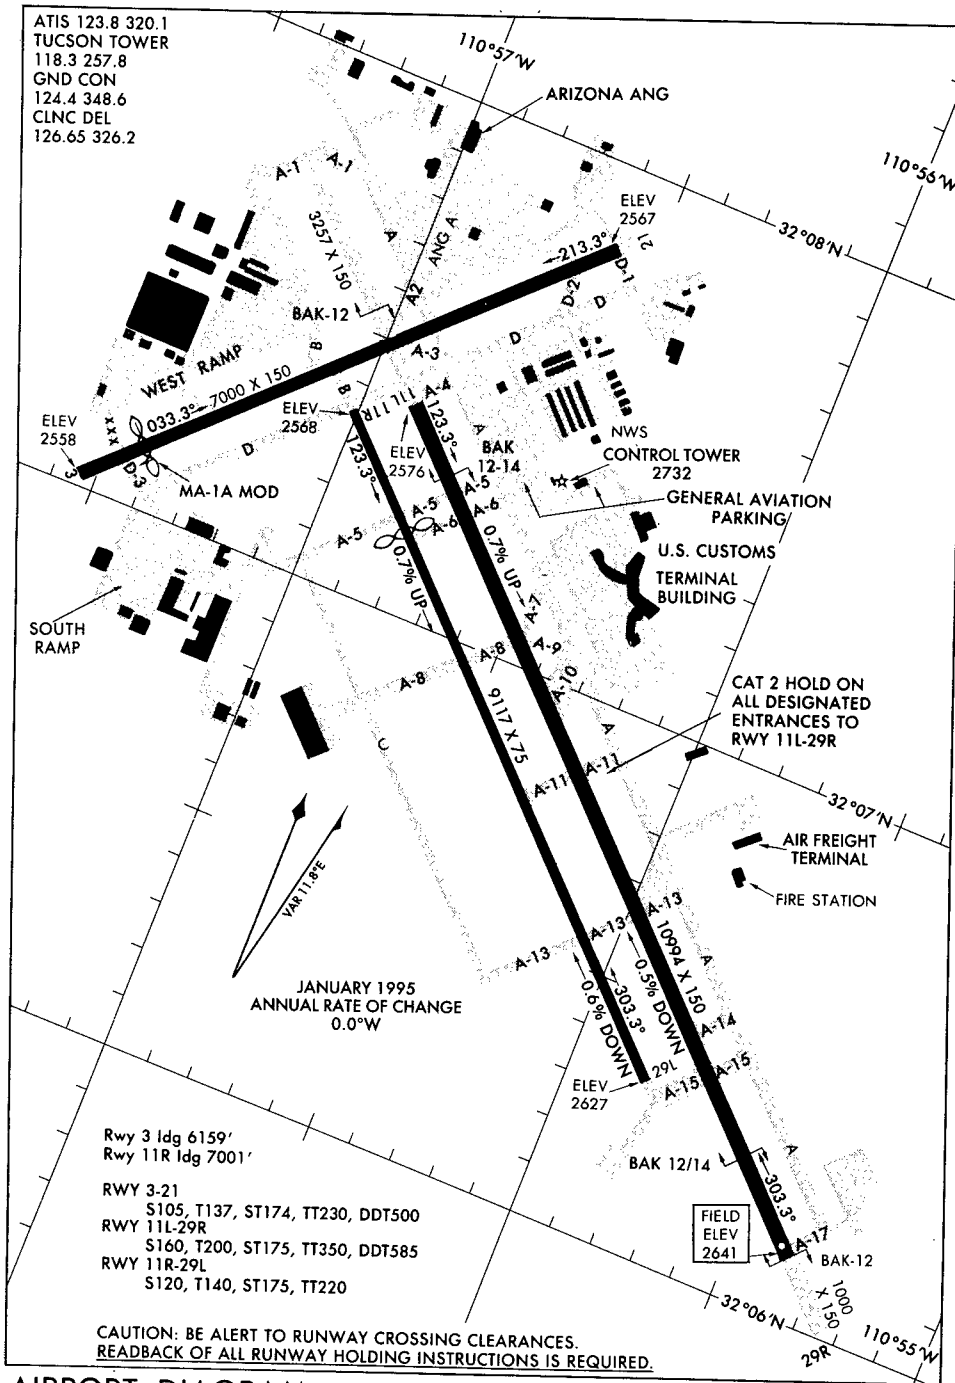 ATIS 123.8 320.1
TUCSON TOWER
118.3 257.8
GND CON
124.4 348.6
CLNC DEL
126.65 326.2
110°57'W
ARIZONA ANG
110°56'W
A-1
A-1
ELEV
2567
32°08'N
3257 X 150
A
ANG A
213.3°
21
D-1
D-2
D
A2
BAK-12
B
A-3
D
WEST RAMP
7000 X 150
033.3°
B
ELEV
2568
11R
11L
A-4
123.3°
123.3°
ELEV
2558
XXX
3
D-3
D
MA-1A MOD
ELEV
2576
A
BAK
12-14
NWS
CONTROL TOWER
2732
GENERAL AVIATION
PARKING
A-5
A-5
A-5
A-6
A-6
0.7% UP
0.7% UP
A-7
U.S. CUSTOMS
TERMINAL
BUILDING
SOUTH
RAMP
A-8
A-8
A-9
A-10
CAT 2 HOLD ON
ALL DESIGNATED
ENTRANCES TO
RWY 11L-29R
9117 X 75
C
A
A-11
A-11
32°07'N
AIR FREIGHT
TERMINAL
FIRE STATION
VAR 11.8°E
A-13
A-13
A-13
10994 X 150
A
JANUARY 1995
ANNUAL RATE OF CHANGE
0.0°W
0.6% DOWN
303.3°
0.5% DOWN
A-14
29L
A-15
A-15
ELEV
2627
Rwy 3 ldg 6159'
Rwy 11R ldg 7001'
BAK 12/14
A
303.3°
RWY 3-21
S105, T137, ST174, TT230, DDT500
RWY 11L-29R
S160, T200, ST175, TT350, DDT585
RWY 11R-29L
S120, T140, ST175, TT220
FIELD
ELEV
2641
A-17
BAK-12
1000
X 150
32°06'N
29R
110°55'W
CAUTION: BE ALERT TO RUNWAY CROSSING CLEARANCES.
READBACK OF ALL RUNWAY HOLDING INSTRUCTIONS IS REQUIRED.
AIRPORT DIAGRAM